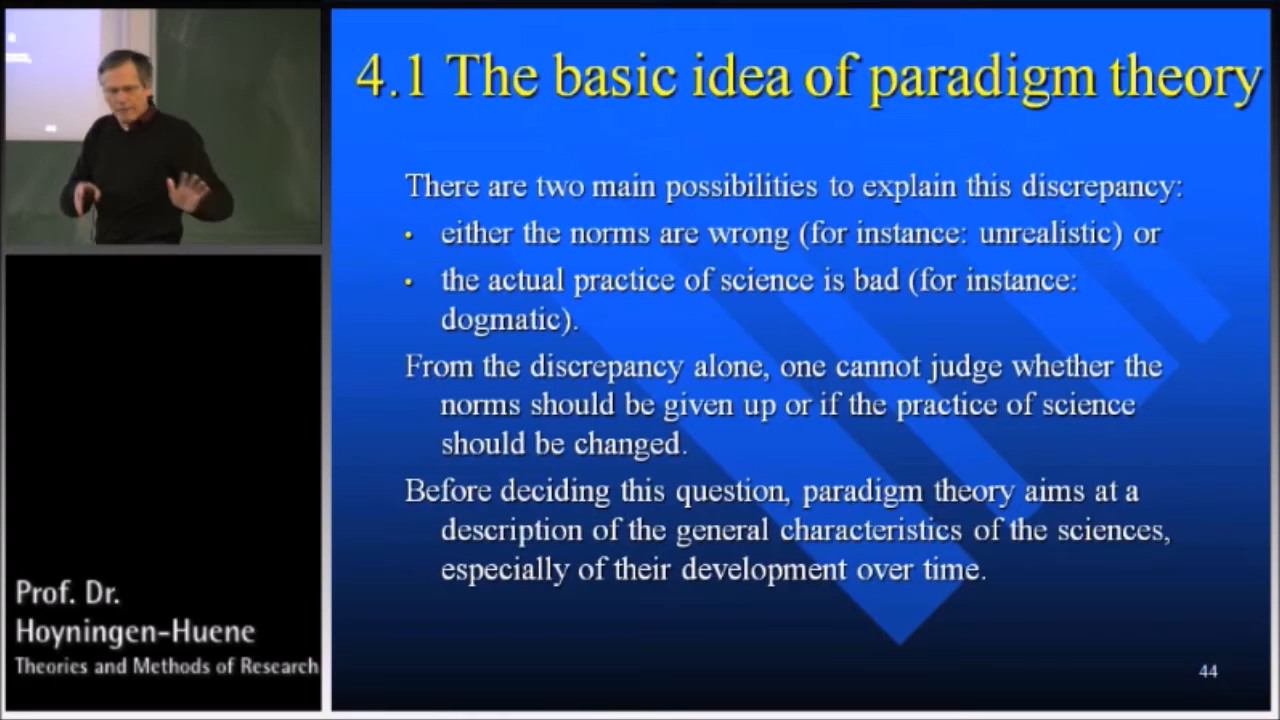 4.1 The basic idea of paradigm theory
There are two main possibilities to explain this discrepancy:
• either the norms are wrong (for instance: unrealistic) or
• the actual practice of science is bad (for instance:
dogmatic).
From the discrepancy alone, one cannot judge whether the
norms should be given up or if the practice of science
should be changed.
Before deciding this question, paradigm theory aims at a
description of the general characteristics of the sciences,
especially of their development over time.
44
Prof. Dr.
Hoyningen-Huene
Theories and Methods of Research